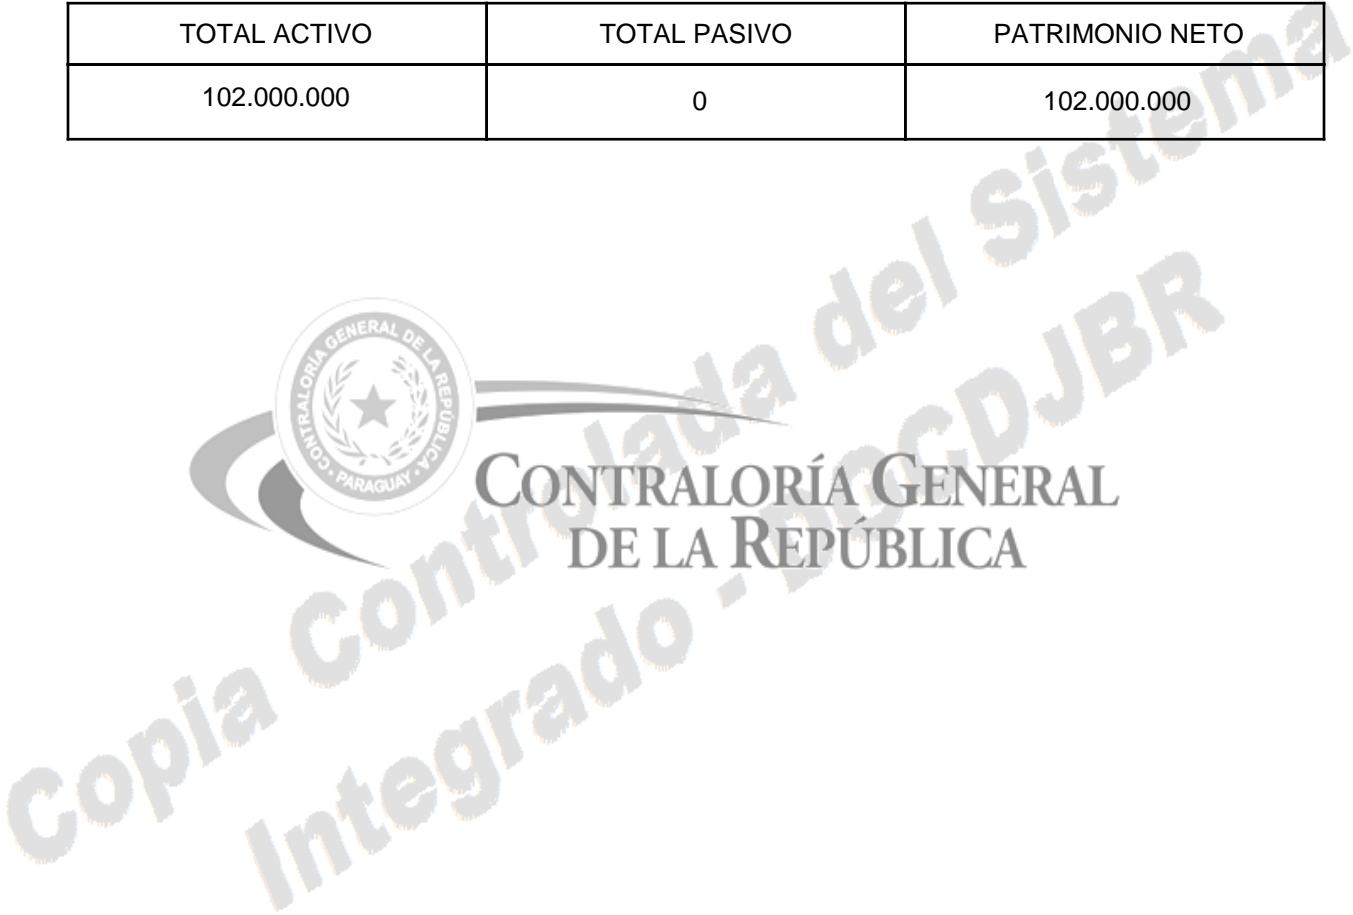 TOTAL ACTIVO TOTAL PASIVO PATRIMONIO NETO
102.000.000 0 102.000.000
CONTRALORÍA GENERAL DE LA REPÚBLICA
· PARAGUAY ·
CONTRALORÍA GENERAL
DE LA REPÚBLICA
Copia Controlada del Sistema
Integrado - DGCDJBR